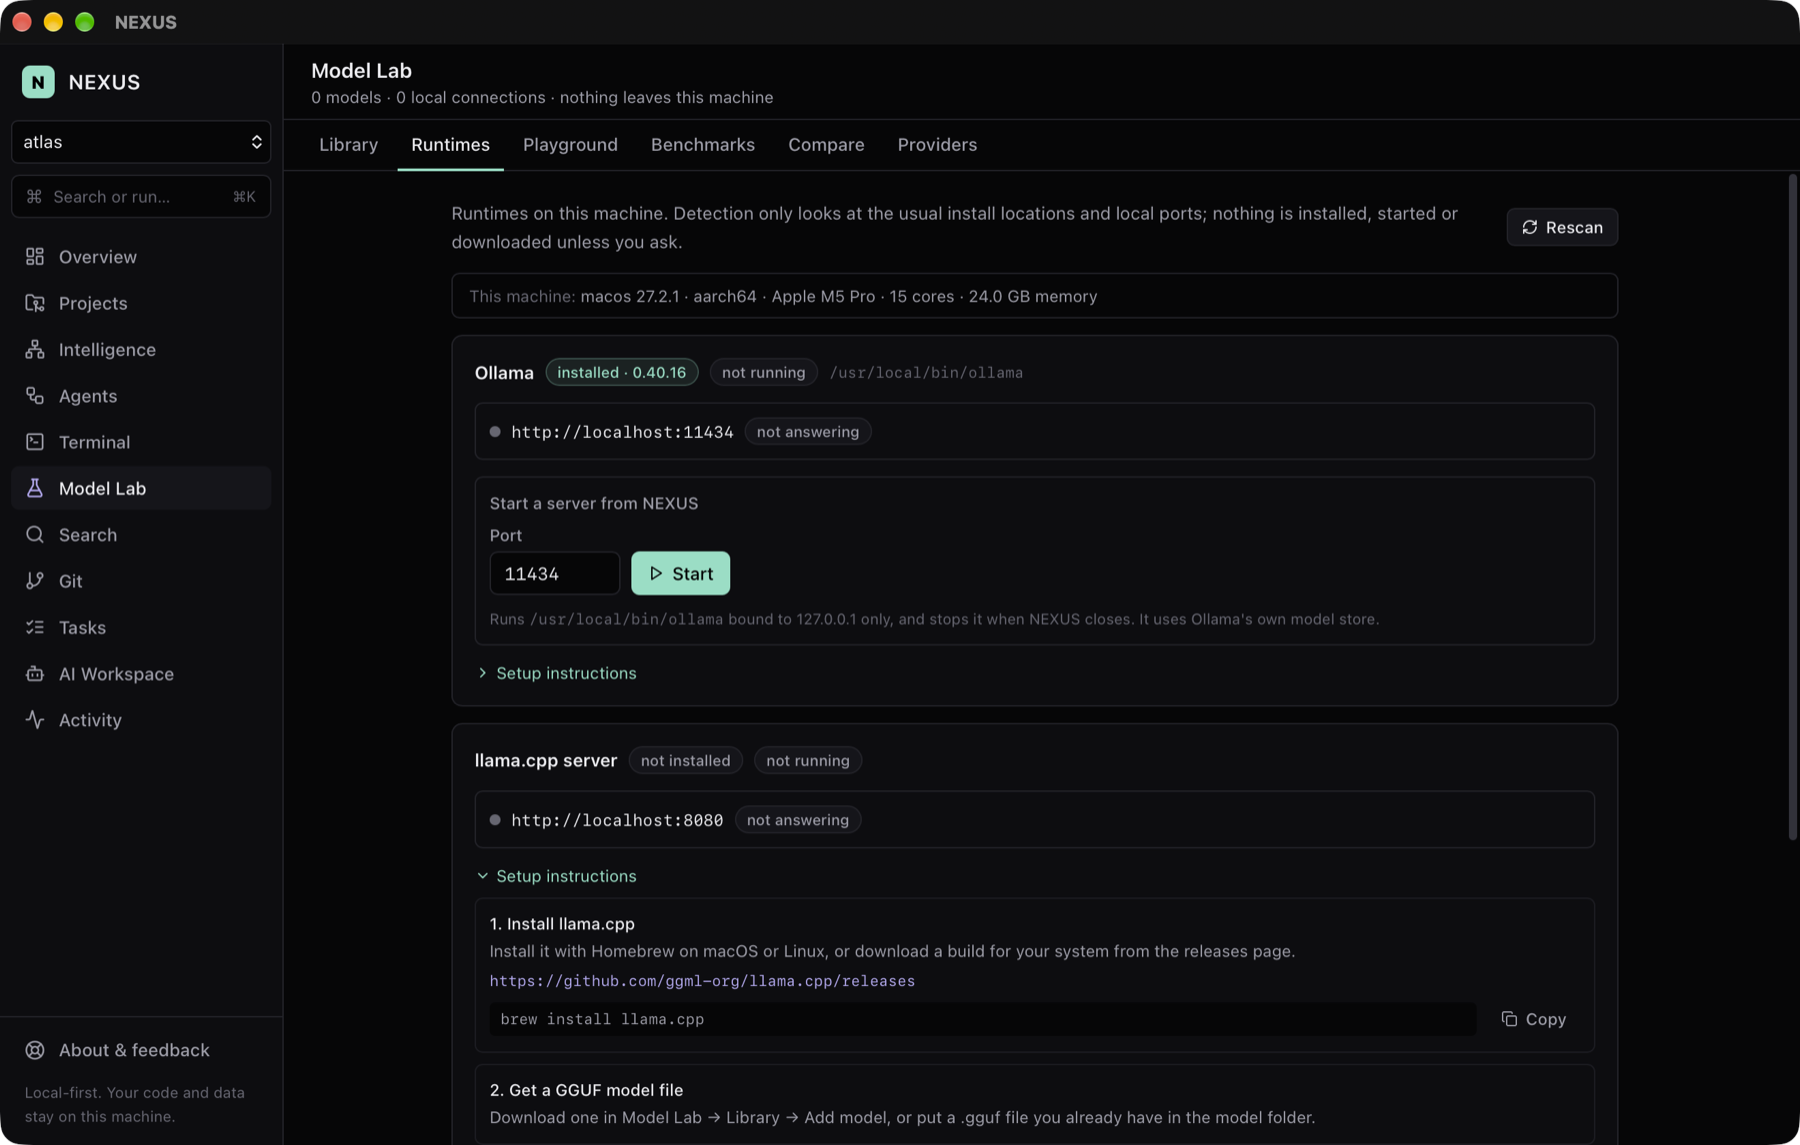 NEXUS
N NEXUS
atlas
⌘ Search or run... ⌘K
Overview
Projects
Intelligence
Agents
Terminal
Model Lab
Search
Git
Tasks
AI Workspace
Activity
About & feedback
Local-first. Your code and data
stay on this machine.
Model Lab
0 models · 0 local connections · nothing leaves this machine
Library Runtimes Playground Benchmarks Compare Providers
Runtimes on this machine. Detection only looks at the usual install locations and local ports; nothing is installed, started or
downloaded unless you ask.
Rescan
This machine: macos 27.2.1 · aarch64 · Apple M5 Pro · 15 cores · 24.0 GB memory
Ollama installed · 0.40.16 not running /usr/local/bin/ollama
http://localhost:11434 not answering
Start a server from NEXUS
Port
11434 Start
Runs /usr/local/bin/ollama bound to 127.0.0.1 only, and stops it when NEXUS closes. It uses Ollama's own model store.
Setup instructions
llama.cpp server not installed not running
http://localhost:8080 not answering
Setup instructions
1. Install llama.cpp
Install it with Homebrew on macOS or Linux, or download a build for your system from the releases page.
https://github.com/ggml-org/llama.cpp/releases
brew install llama.cpp Copy
2. Get a GGUF model file
Download one in Model Lab → Library → Add model, or put a .gguf file you already have in the model folder.